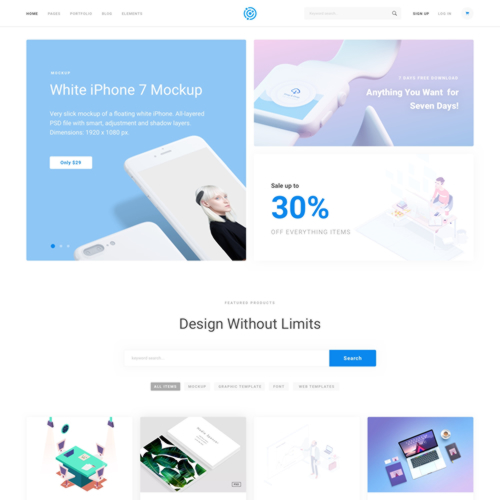 HOME PAGES PORTFOLIO BLOG ELEMENTS
SIGN UP LOG IN
MOCKUP
White iPhone 7 Mockup
Very slick mockup of a floating white iPhone. All layered
PSD file with smart, adjustment and shadow layers.
Dimensions: 1920 x 1080 px
Only $29
7 DAYS FREE DOWNLOAD
Anything You Want for
Seven Days!
Sale up to
30%
OFF EVERYTHING ITEMS
FEATURED PRODUCTS
Design Without Limits
Search
ALL ITEMS MOCKUP GRAPHIC TEMPLATE FONT WEB TEMPLATES
PSD